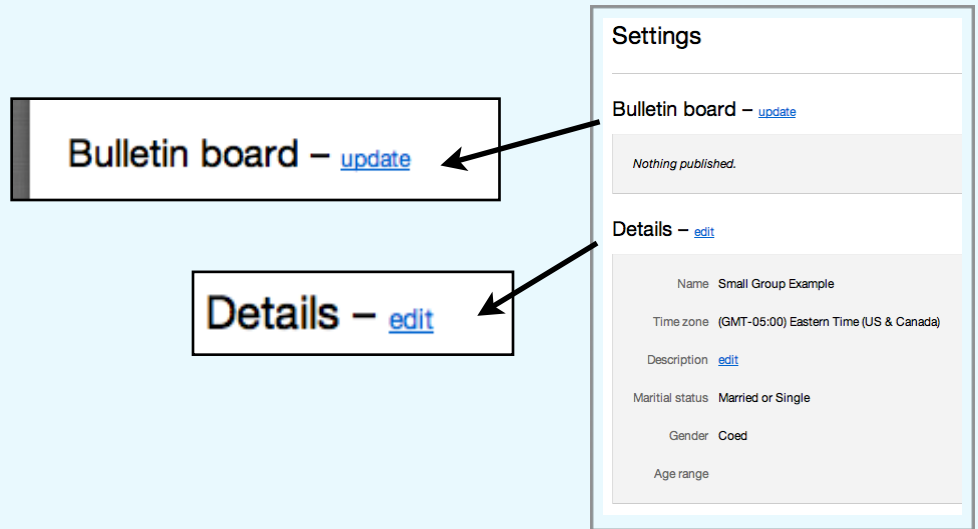 Settings
Bulletin board – update
Nothing published.
Details – edit
Name Small Group Example
Time zone (GMT-05:00) Eastern Time (US & Canada)
Description edit
Maritial status Married or Single
Gender Coed
Age range
Bulletin board – update
Details – edit